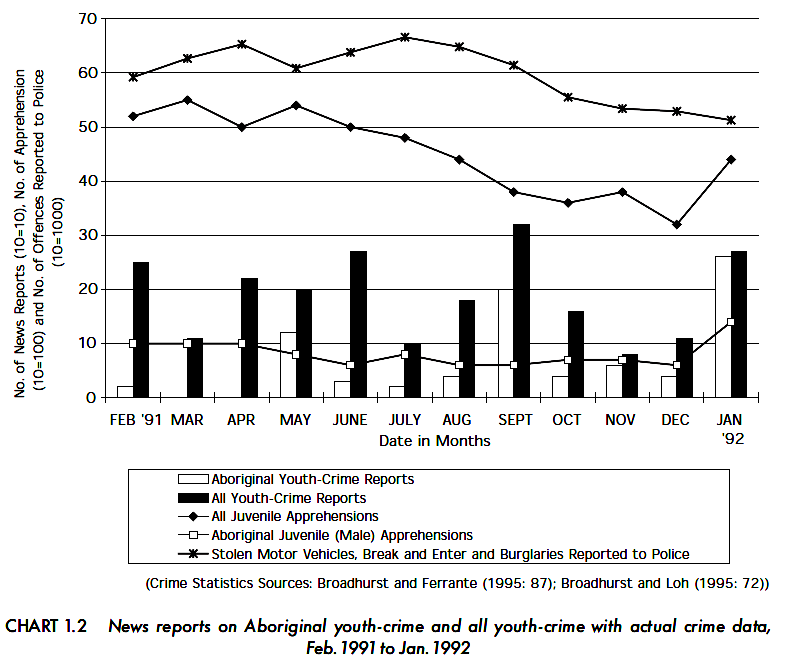 70
60
50
40
30
20
10
0
No. of News Reports (10=10), No. of Apprehension
(10=100) and No. of Offences Reported to Police
(10=1000)
FEB '91 MAR APR MAY JUNE JULY AUG SEPT OCT NOV DEC JAN
'92
Date in Months
Aboriginal Youth-Crime Reports
All Youth-Crime Reports
All Juvenile Apprehensions
Aboriginal Juvenile (Male) Apprehensions
Stolen Motor Vehicles, Break and Enter and Burglaries Reported to Police
(Crime Statistics Sources: Broadhurst and Ferrante (1995: 87); Broadhurst and Loh (1995: 72))
CHART 1.2 News reports on Aboriginal youth-crime and all youth-crime with actual crime data,
Feb. 1991 to Jan. 1992